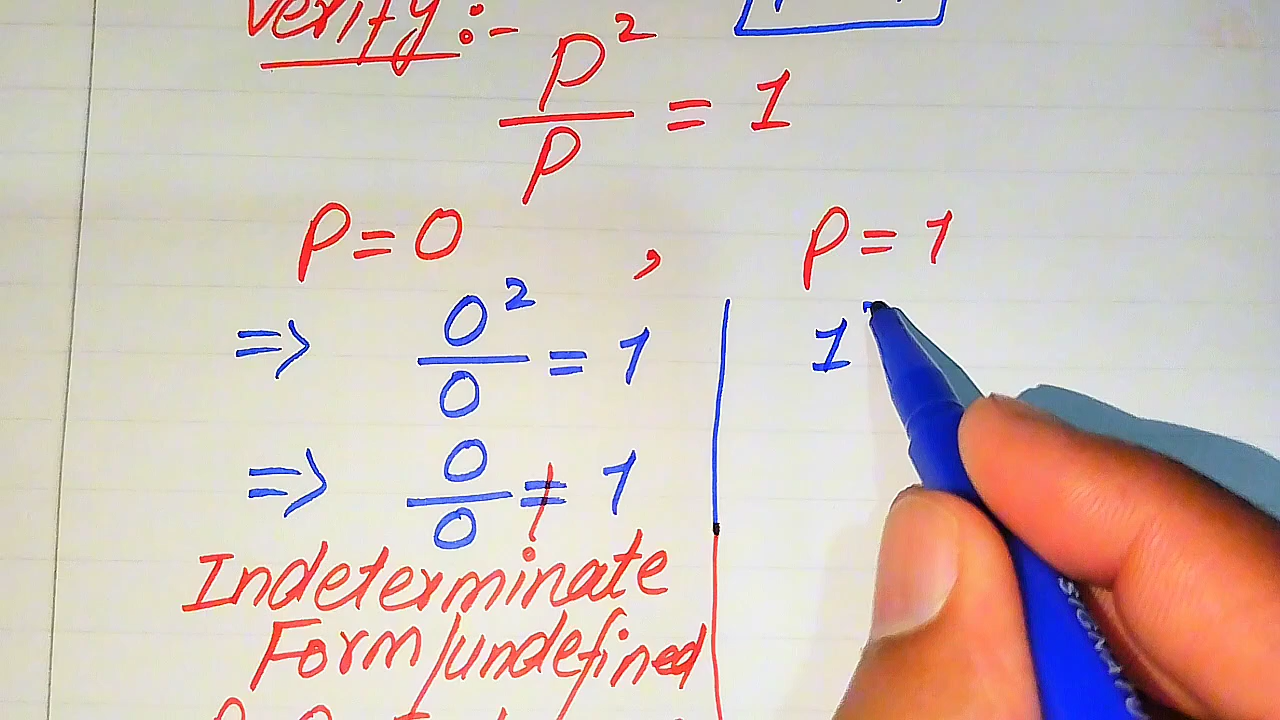 Verify:-
p²/p = 1
p=0 , p=1
=> 0²/0 = 1
1
=> 0/0 ≠ 1
Indeterminate
Form/undefined